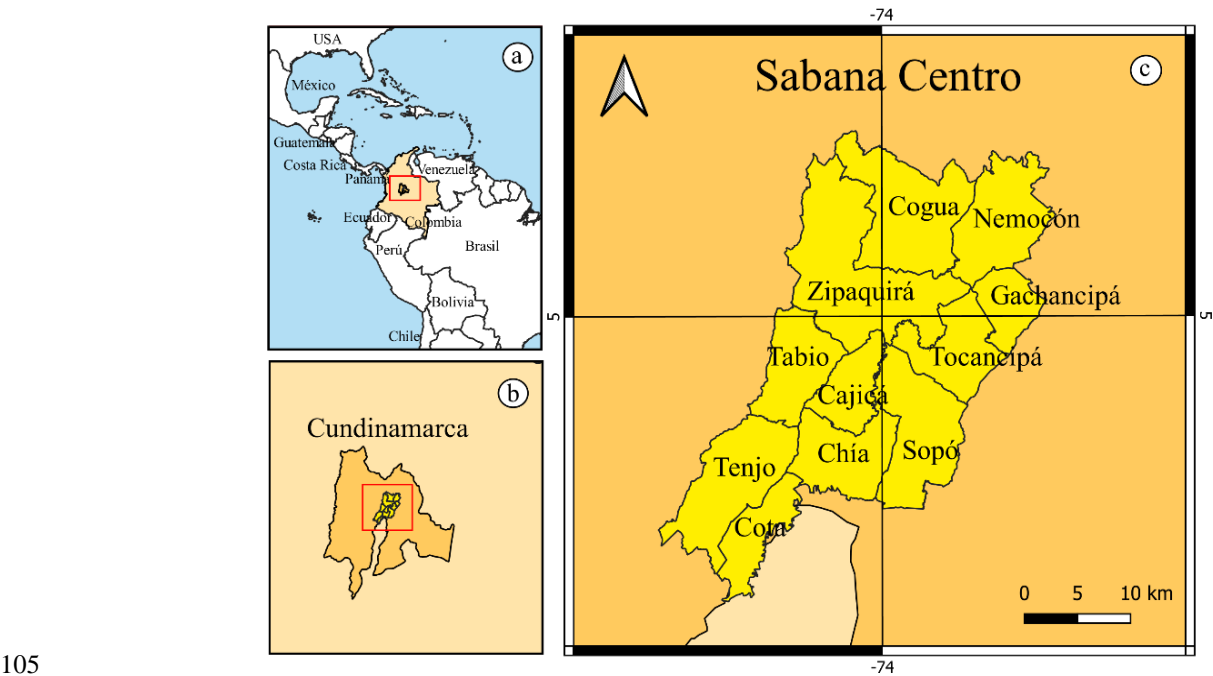 USA
a
México
Guatemala
Costa Rica
Panamá
Venezuela
Ecuador
Colombia
Perú
Brasil
Bolivia
Chile
b
Cundinamarca
-74
Sabana Centro
c
Cogua
Nemocón
Zipaquirá
Gachancipá
5
5
Tabio
Tocancipá
Cajicá
Chía
Sopó
Tenjo
Cota
0 5 10 km
-74
105